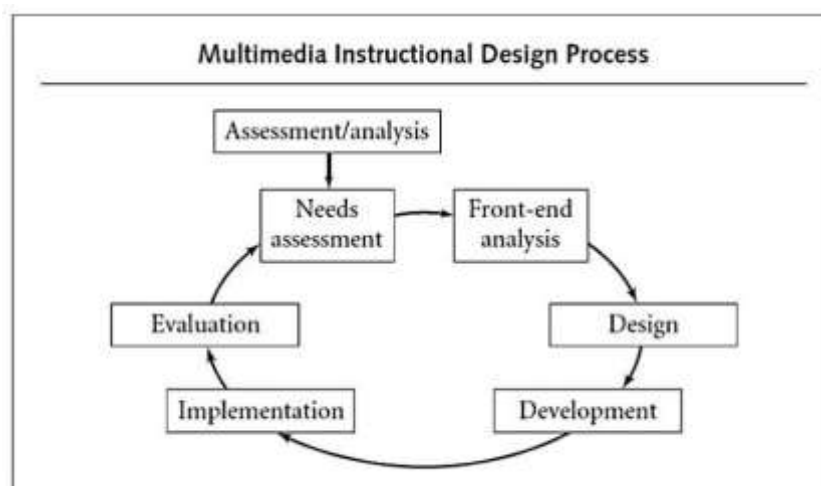 Multimedia Instructional Design Process
Assessment/analysis
Needs
assessment
Front-end
analysis
Evaluation
Design
Implementation
Development